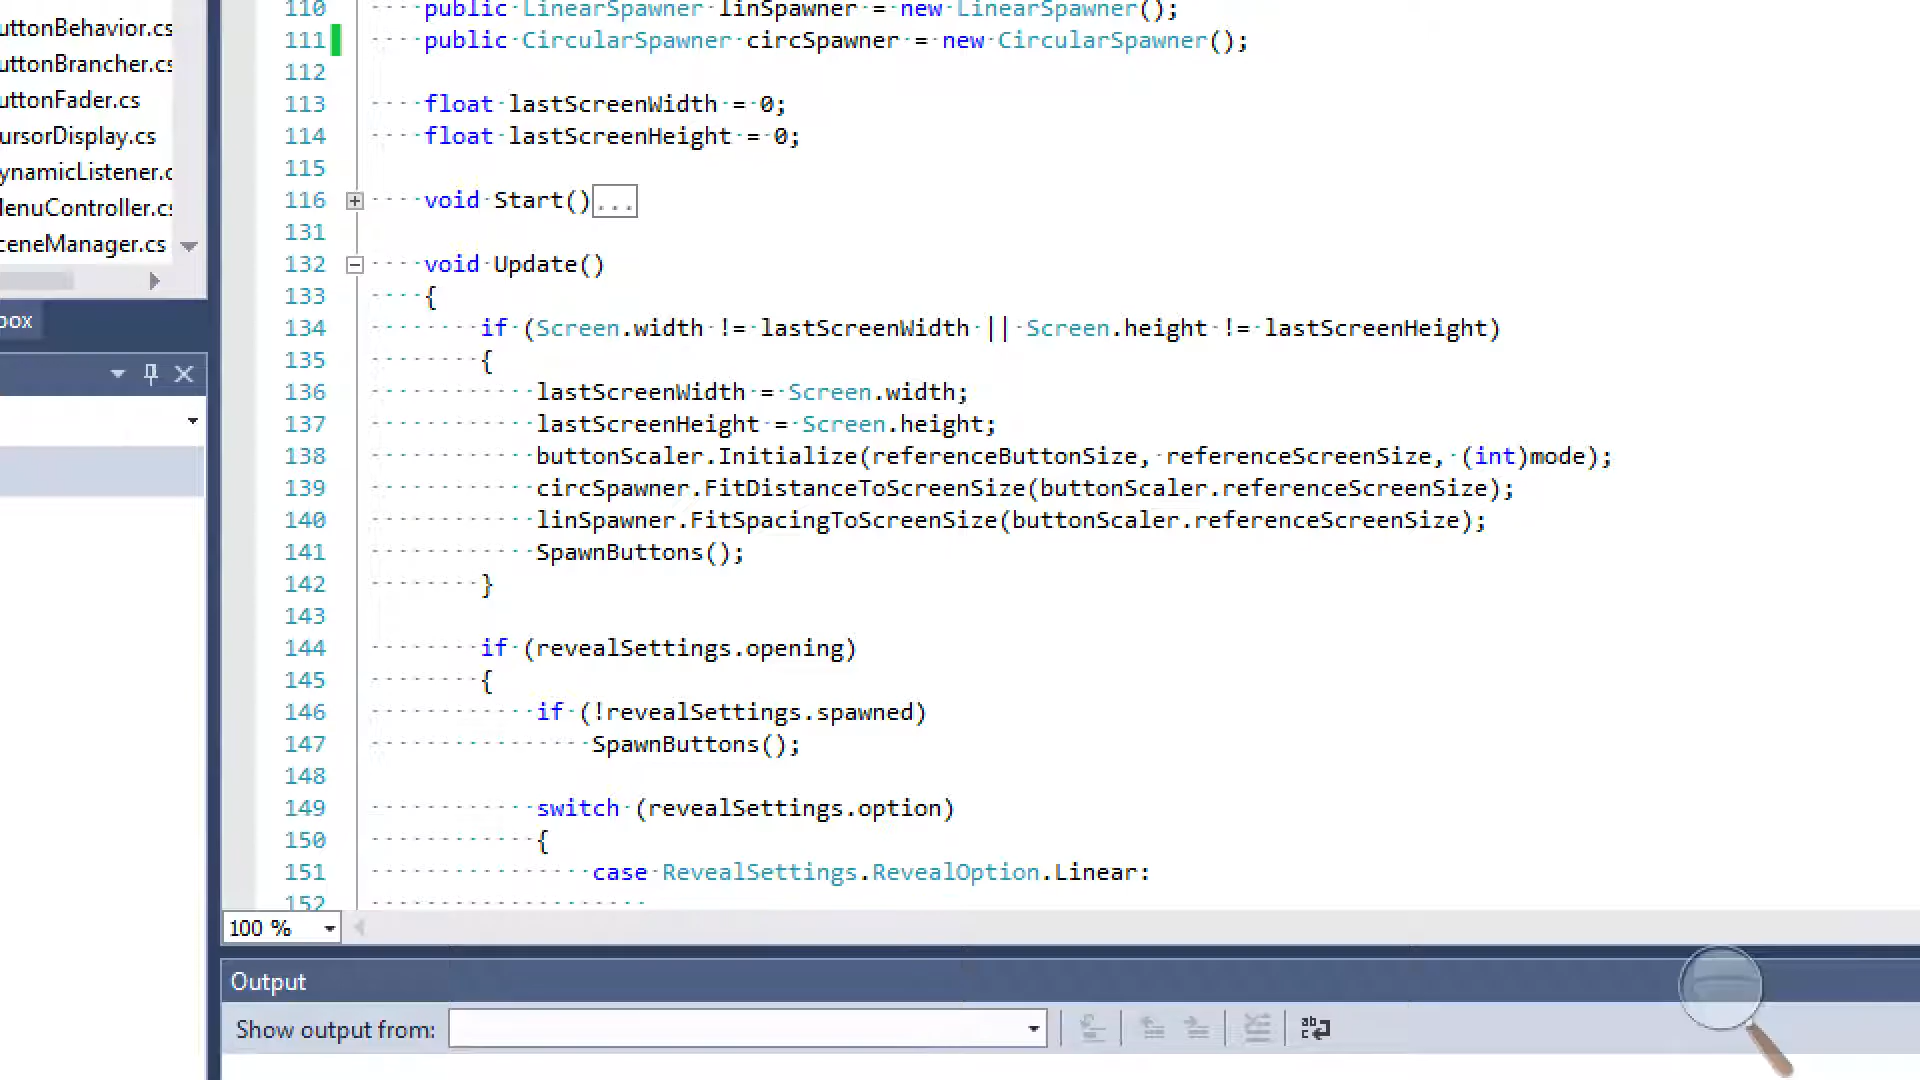 uttonBehavior.cs
uttonBrancher.cs
uttonFader.cs
ursorDisplay.cs
ynamicListener.c
MenuController.cs
ceneManager.cs
box
110 public LinearSpawner linSpawner = new LinearSpawner();
111 public CircularSpawner circSpawner = new CircularSpawner();
112
113 float lastScreenWidth = 0;
114 float lastScreenHeight = 0;
115
116 void Start()...
131
132 void Update()
133 {
134 if (Screen.width != lastScreenWidth || Screen.height != lastScreenHeight)
135 {
136 lastScreenWidth = Screen.width;
137 lastScreenHeight = Screen.height;
138 buttonScaler.Initialize(referenceButtonSize, referenceScreenSize, (int)mode);
139 circSpawner.FitDistanceToScreenSize(buttonScaler.referenceScreenSize);
140 linSpawner.FitSpacingToScreenSize(buttonScaler.referenceScreenSize);
141 SpawnButtons();
142 }
143
144 if (revealSettings.opening)
145 {
146 if (!revealSettings.spawned)
147 SpawnButtons();
148
149 switch (revealSettings.option)
150 {
151 case RevealSettings.RevealOption.Linear:
152
100 %
Output
Show output from: